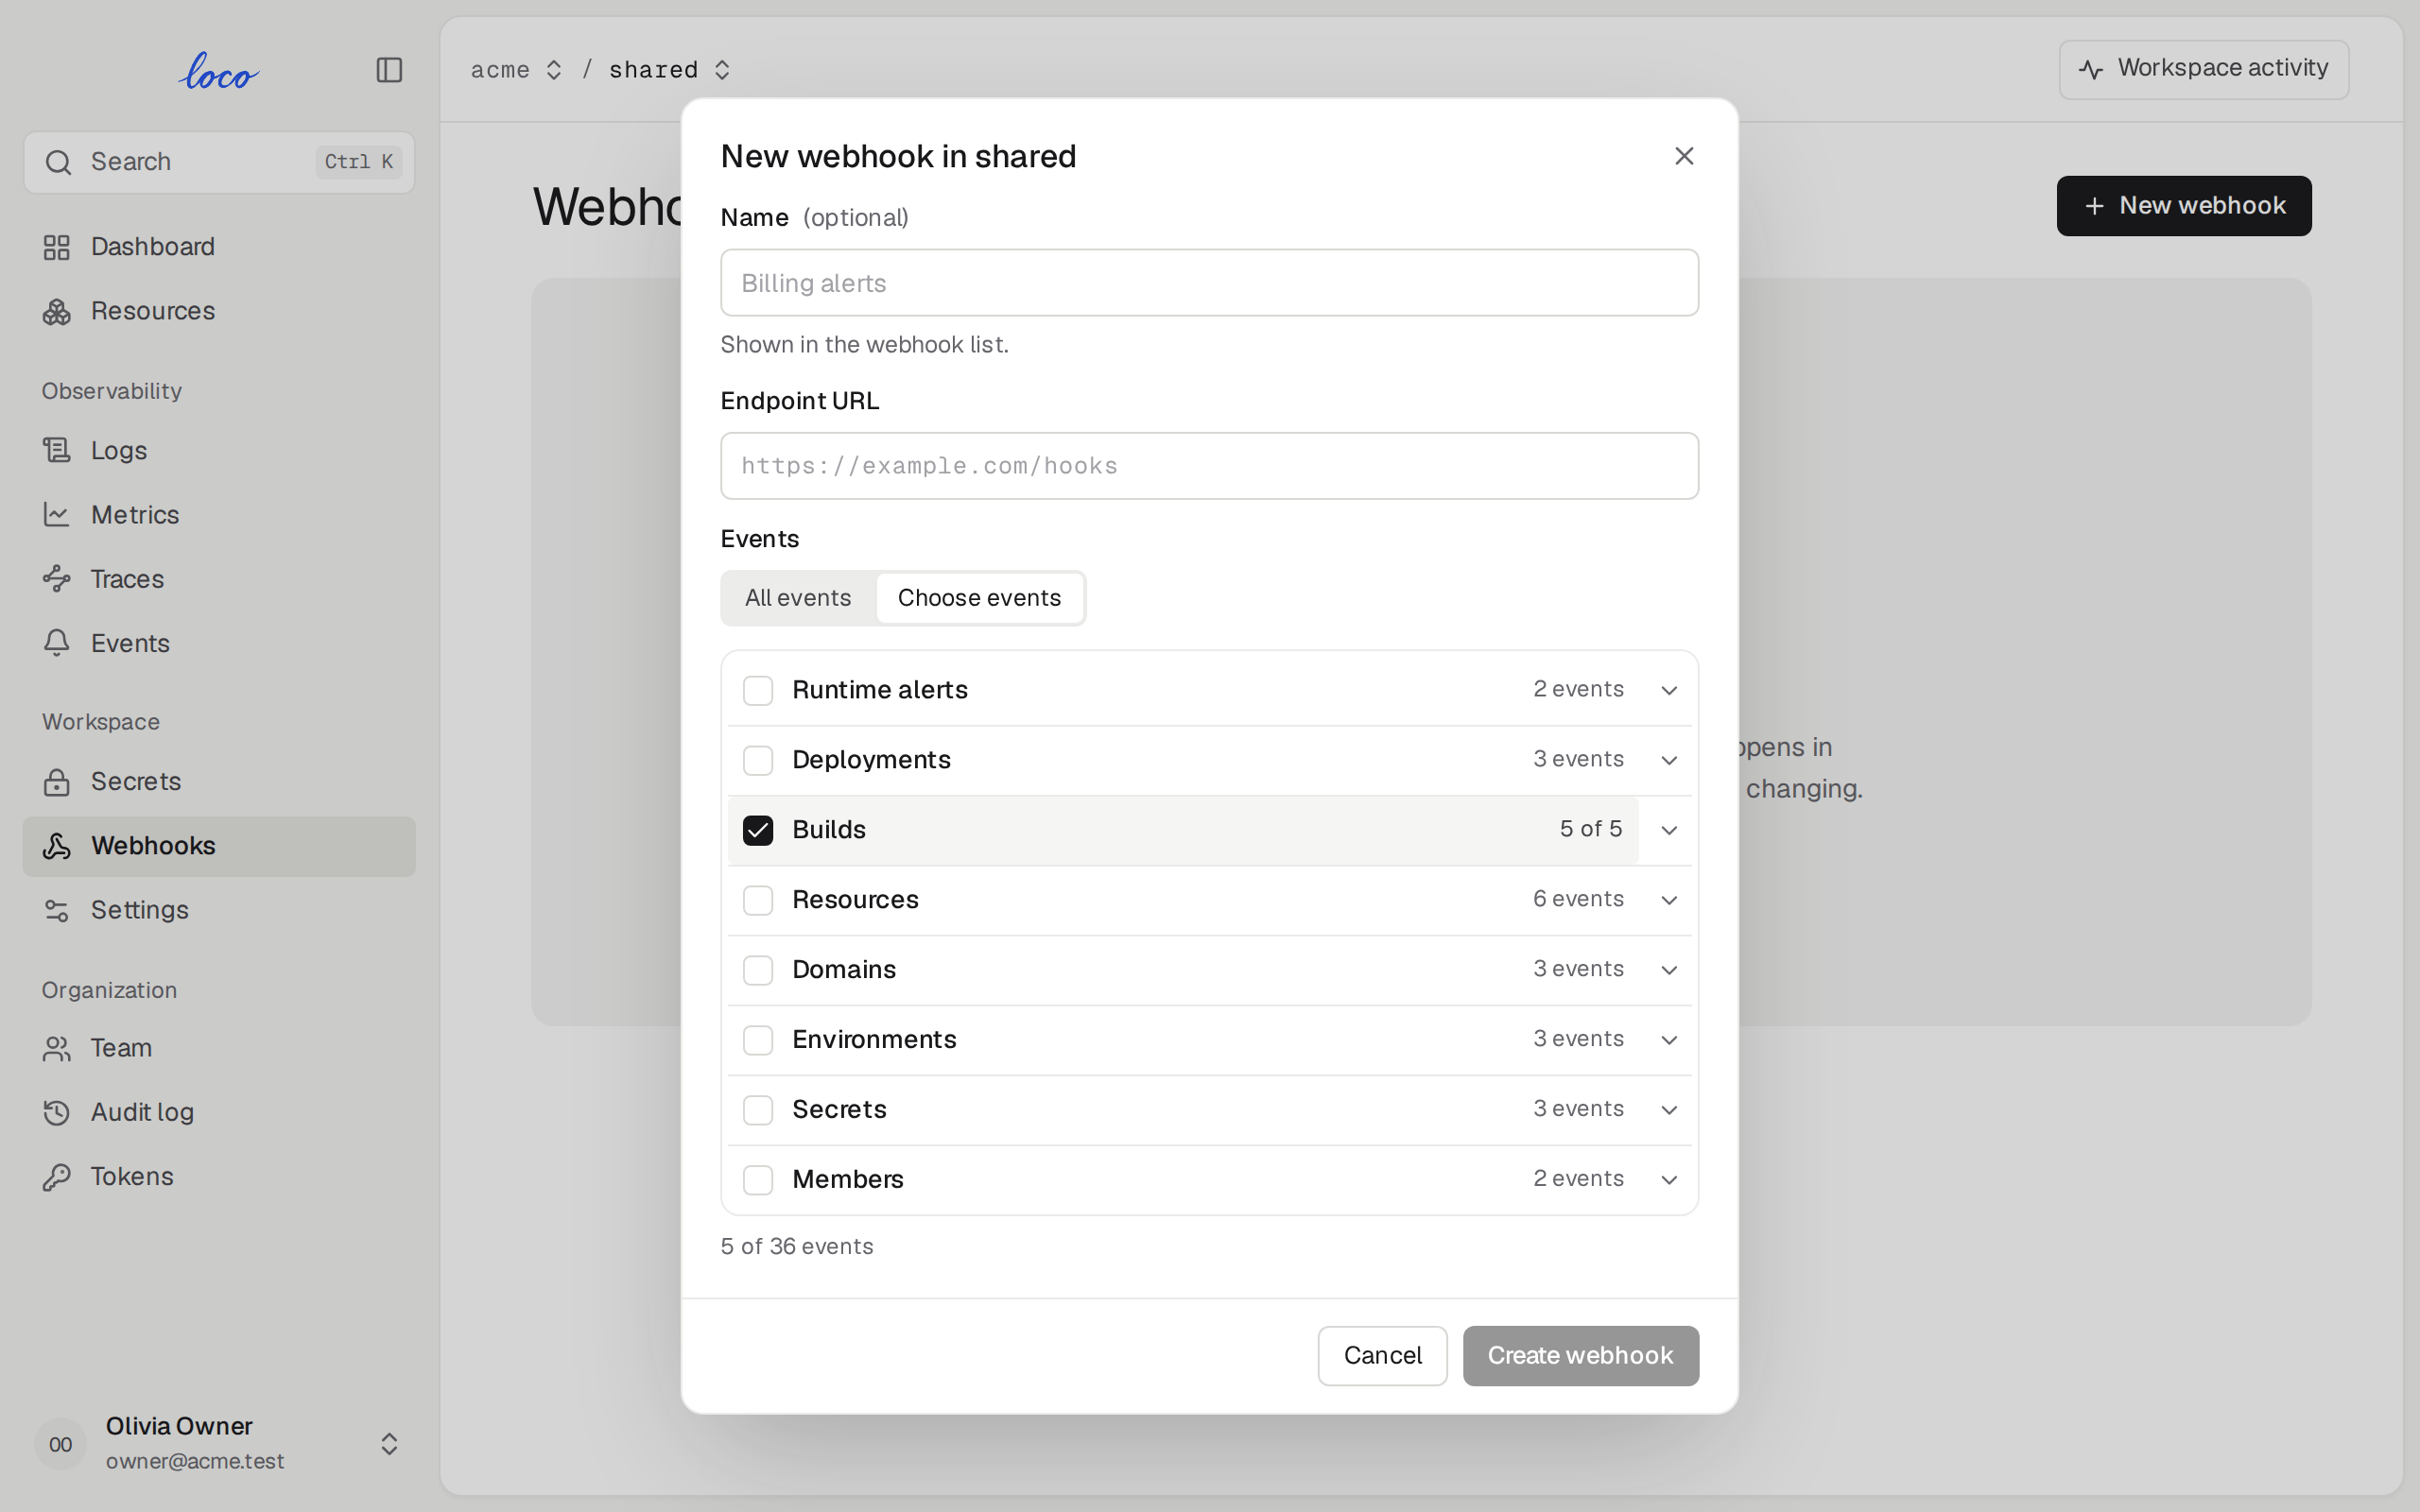 loco
Search
Ctrl K
Dashboard
Resources
Observability
Logs
Metrics
Traces
Events
Workspace
Secrets
Webhooks
Settings
Organization
Team
Audit log
Tokens
OO
Olivia Owner
owner@acme.test
acme / shared
Workspace activity
New webhook
opens in
changing.
New webhook in shared
Name (optional)
Billing alerts
Shown in the webhook list.
Endpoint URL
https://example.com/hooks
Events
All events
Choose events
Runtime alerts 2 events
Deployments 3 events
Builds 5 of 5
Resources 6 events
Domains 3 events
Environments 3 events
Secrets 3 events
Members 2 events
5 of 36 events
Cancel
Create webhook